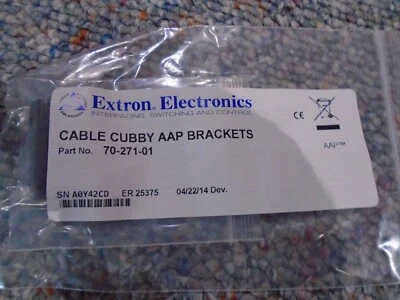 Extron® Electronics
INTERFACING, SWITCHING AND CONTROL
CE
CABLE CUBBY AAP BRACKETS
AAP™
Part No. 70-271-01
SN A0Y42CD ER 25375 04/22/14 Dev.